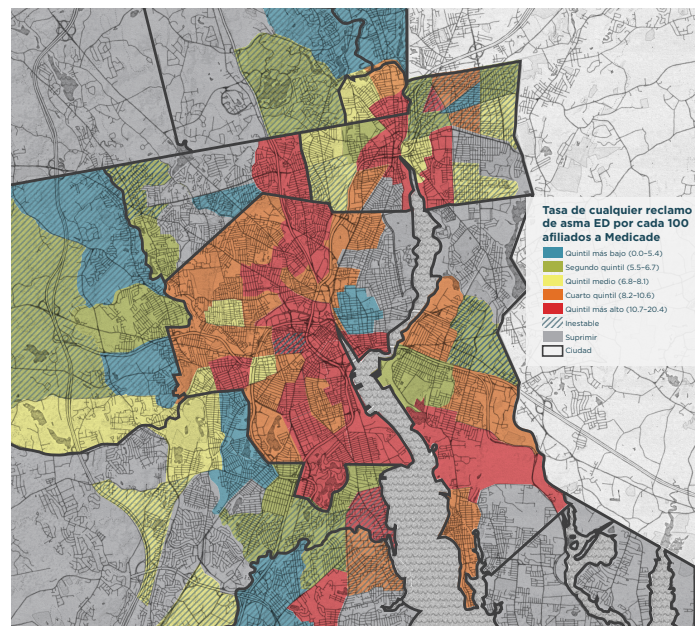 Tasa de cualquier reclamo
de asma ED por cada 100
afiliados a Medicade
Quintil más bajo (0.0–5.4)
Segundo quintil (5.5–6.7)
Quintil medio (6.8–8.1)
Cuarto quintil (8.2–10.6)
Quintil más alto (10.7–20.4)
Inestable
Suprimir
Ciudad